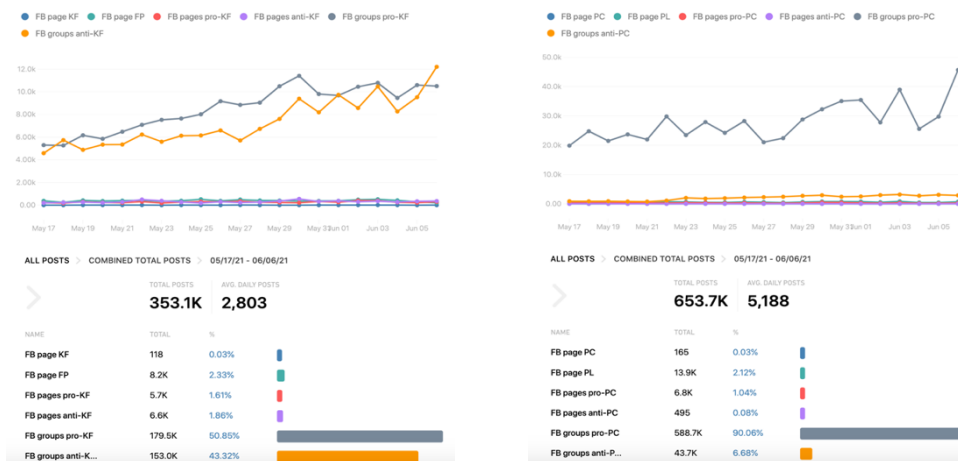 FB page KF FB page FP FB pages pro-KF FB pages anti-KF FB groups pro-KF
FB groups anti-KF
12.0k
10.0k
8.00k
6.00k
4.00k
2.00k
0.00
May 17 May 19 May 21 May 23 May 25 May 27 May 29 May 31 Jun 01 Jun 03 Jun 05
ALL POSTS > COMBINED TOTAL POSTS > 05/17/21 - 06/06/21
TOTAL POSTS AVG. DAILY POSTS
353.1K 2,803
NAME TOTAL %
FB page KF 118 0.03%
FB page FP 8.2K 2.33%
FB pages pro-KF 5.7K 1.61%
FB pages anti-KF 6.6K 1.86%
FB groups pro-KF 179.5K 50.85%
FB groups anti-K... 153.0K 43.32%
FB page PC FB page PL FB pages pro-PC FB pages anti-PC FB groups pro-PC
FB groups anti-PC
50.0k
40.0k
30.0k
20.0k
10.0k
0.00
May 17 May 19 May 21 May 23 May 25 May 27 May 29 May 31 Jun 01 Jun 03 Jun 05
ALL POSTS > COMBINED TOTAL POSTS > 05/17/21 - 06/06/21
TOTAL POSTS AVG. DAILY POSTS
653.7K 5,188
NAME TOTAL %
FB page PC 165 0.03%
FB page PL 13.9K 2.12%
FB pages pro-PC 6.8K 1.04%
FB pages anti-PC 495 0.08%
FB groups pro-PC 588.7K 90.06%
FB groups anti-P... 43.7K 6.68%